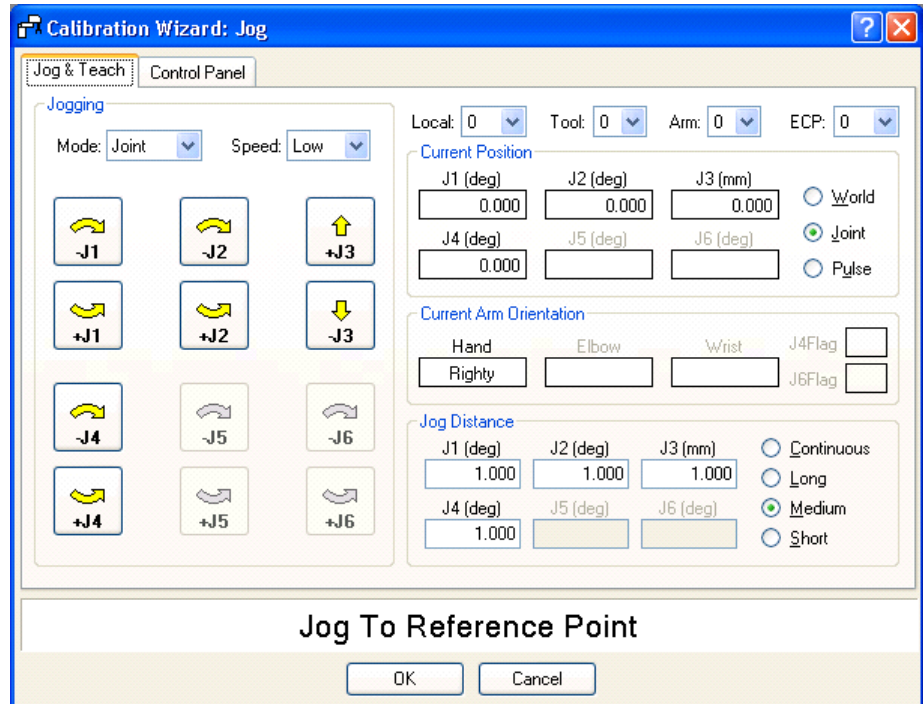 Calibration Wizard: Jog
Jog & Teach
Control Panel
Jogging
Mode: Joint
Speed: Low
-J1
-J2
+J3
+J1
+J2
-J3
-J4
-J5
-J6
+J4
+J5
+J6
Local: 0
Tool: 0
Arm: 0
ECP: 0
Current Position
J1 (deg)
J2 (deg)
J3 (mm)
0.000
0.000
0.000
J4 (deg)
J5 (deg)
J6 (deg)
0.000
World
Joint
Pulse
Current Arm Orientation
Hand
Elbow
Wrist
Righty
J4Flag
J6Flag
Jog Distance
J1 (deg)
J2 (deg)
J3 (mm)
1.000
1.000
1.000
J4 (deg)
J5 (deg)
J6 (deg)
1.000
Continuous
Long
Medium
Short
Jog To Reference Point
OK
Cancel